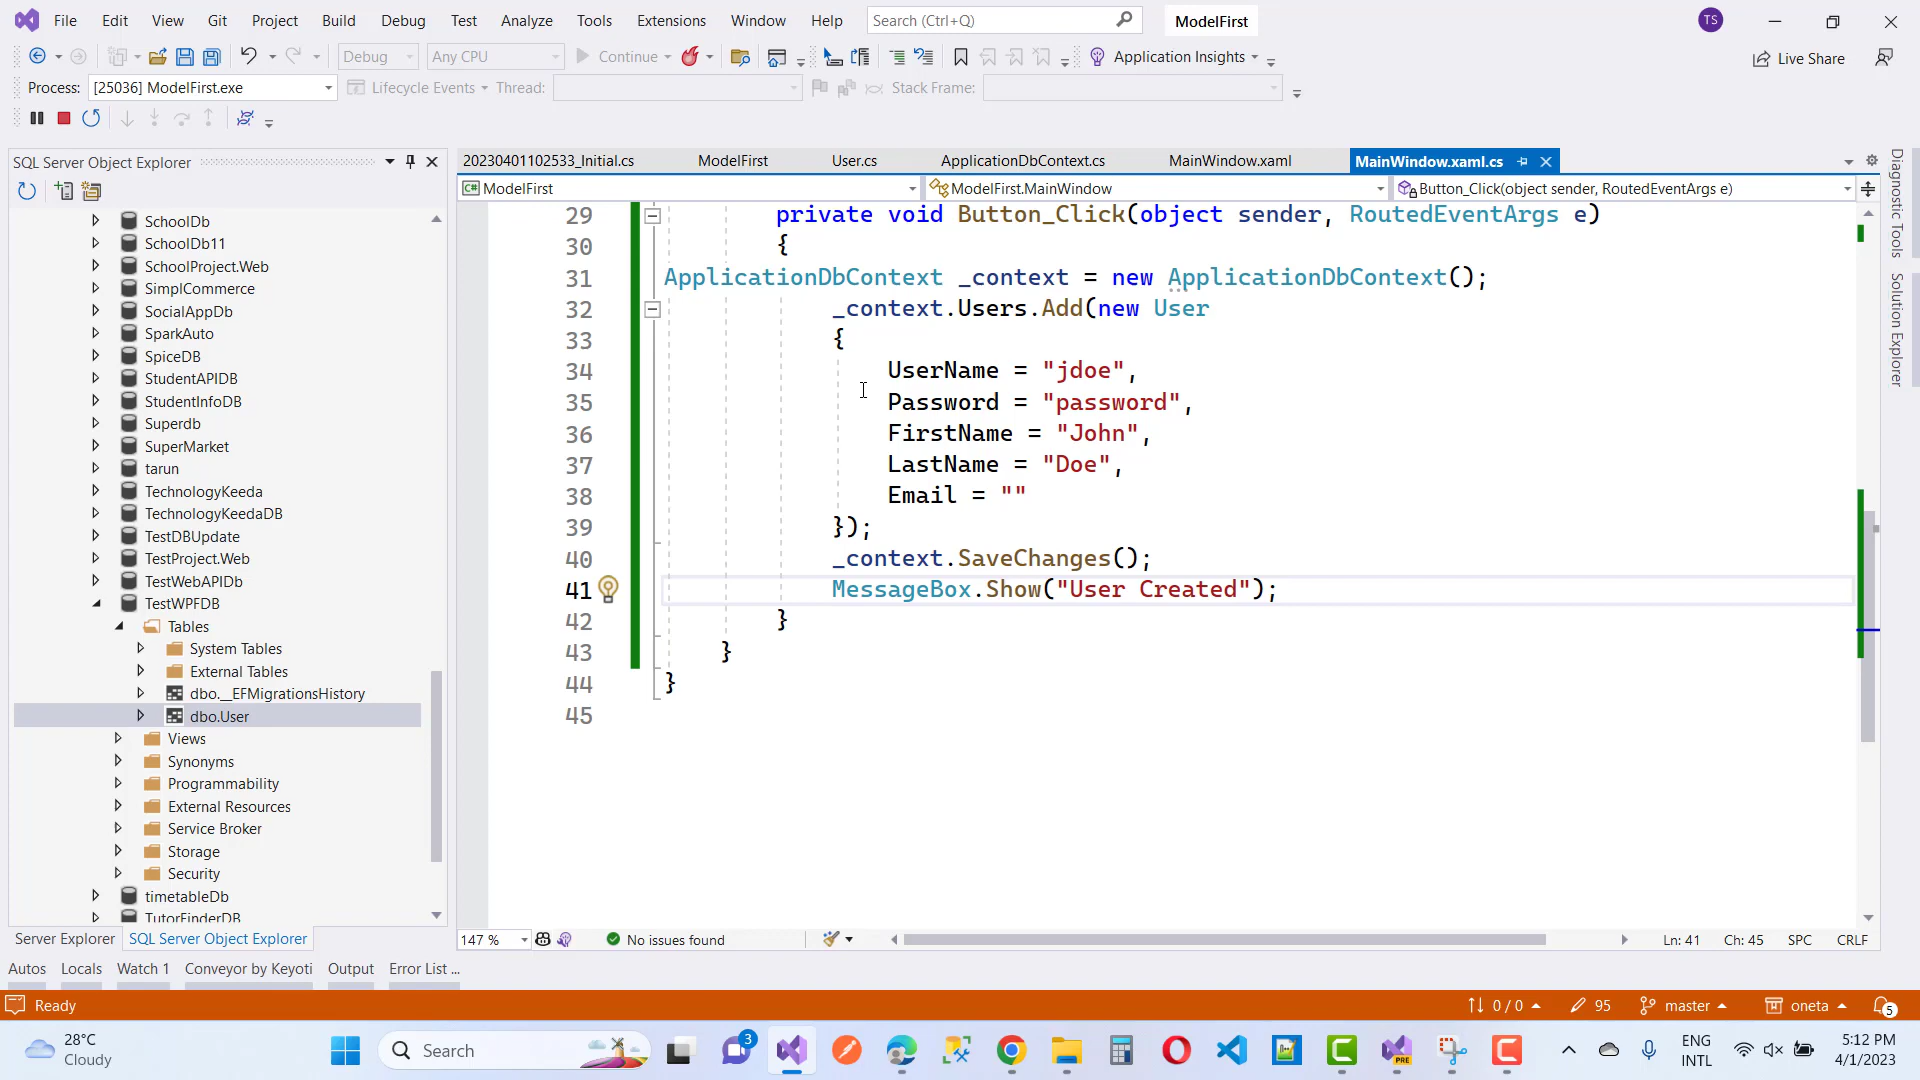 File Edit View Git Project Build Debug Test Analyze Tools Extensions Window Help Search (Ctrl+Q) ModelFirst TS
Debug Any CPU Continue Application Insights Live Share
Process: [25036] ModelFirst.exe Lifecycle Events Thread: Stack Frame:
SQL Server Object Explorer
SchoolDb
SchoolDb11
SchoolProject.Web
SimplCommerce
SocialAppDb
SparkAuto
SpiceDB
StudentAPIDB
StudentInfoDB
Superdb
SuperMarket
tarun
TechnologyKeeda
TechnologyKeedaDB
TestDBUpdate
TestProject.Web
TestWebAPIDb
TestWPFDB
Tables
System Tables
External Tables
dbo.__EFMigrationsHistory
dbo.User
Views
Synonyms
Programmability
External Resources
Service Broker
Storage
Security
timetableDb
TutorFinderDB
Server Explorer SQL Server Object Explorer
20230401102533_Initial.cs ModelFirst User.cs ApplicationDbContext.cs MainWindow.xaml MainWindow.xaml.cs
ModelFirst ModelFirst.MainWindow Button_Click(object sender, RoutedEventArgs e)
29 private void Button_Click(object sender, RoutedEventArgs e)
30 {
31 ApplicationDbContext _context = new ApplicationDbContext();
32 _context.Users.Add(new User
33 {
34 UserName = "jdoe",
35 Password = "password",
36 FirstName = "John",
37 LastName = "Doe",
38 Email = ""
39 });
40 _context.SaveChanges();
41 MessageBox.Show("User Created");
42 }
43 }
44 }
45
147 % No issues found Ln: 41 Ch: 45 SPC CRLF
Diagnostic Tools
Solution Explorer
Autos Locals Watch 1 Conveyor by Keyoti Output Error List ...
Ready 0 / 0 95 master oneta 5
28°C
Cloudy
Search
3
PRE
ENG
INTL
5:12 PM
4/1/2023